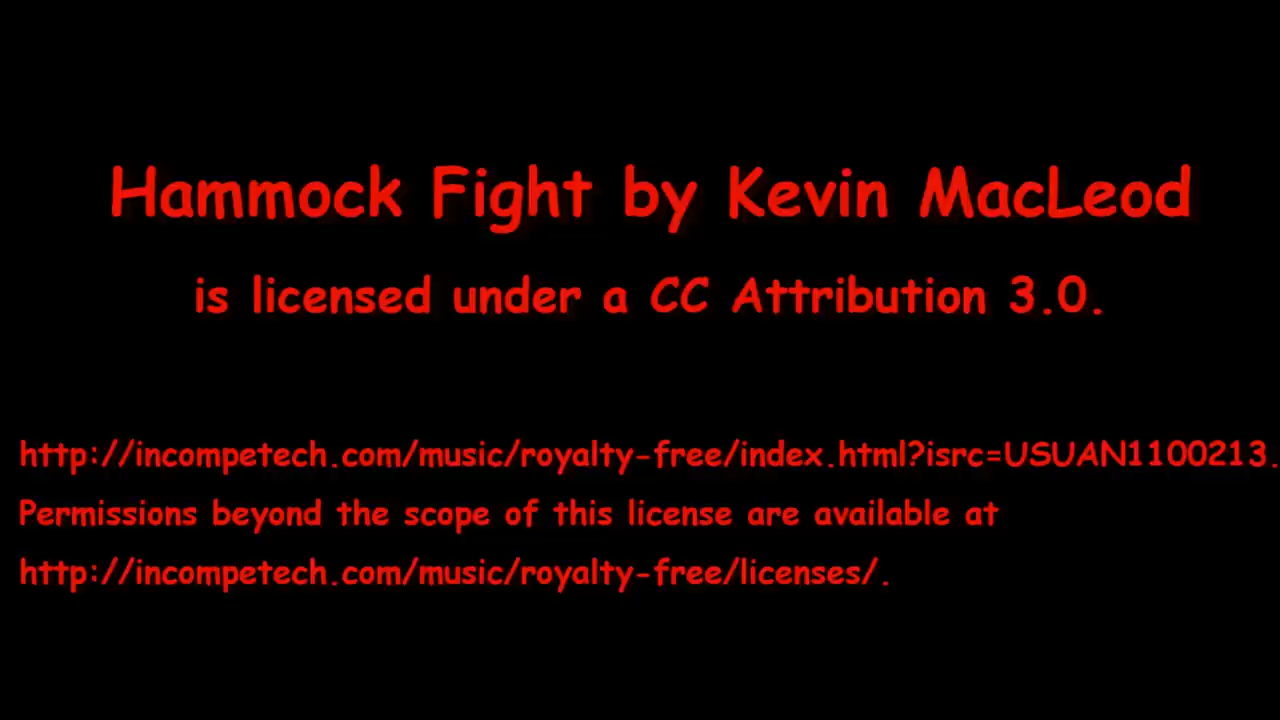 Hammock Fight by Kevin MacLeod
is licensed under a CC Attribution 3.0.
http://incompetech.com/music/royalty-free/index.html?isrc=USUAN1100213.
Permissions beyond the scope of this license are available at
http://incompetech.com/music/royalty-free/licenses/.